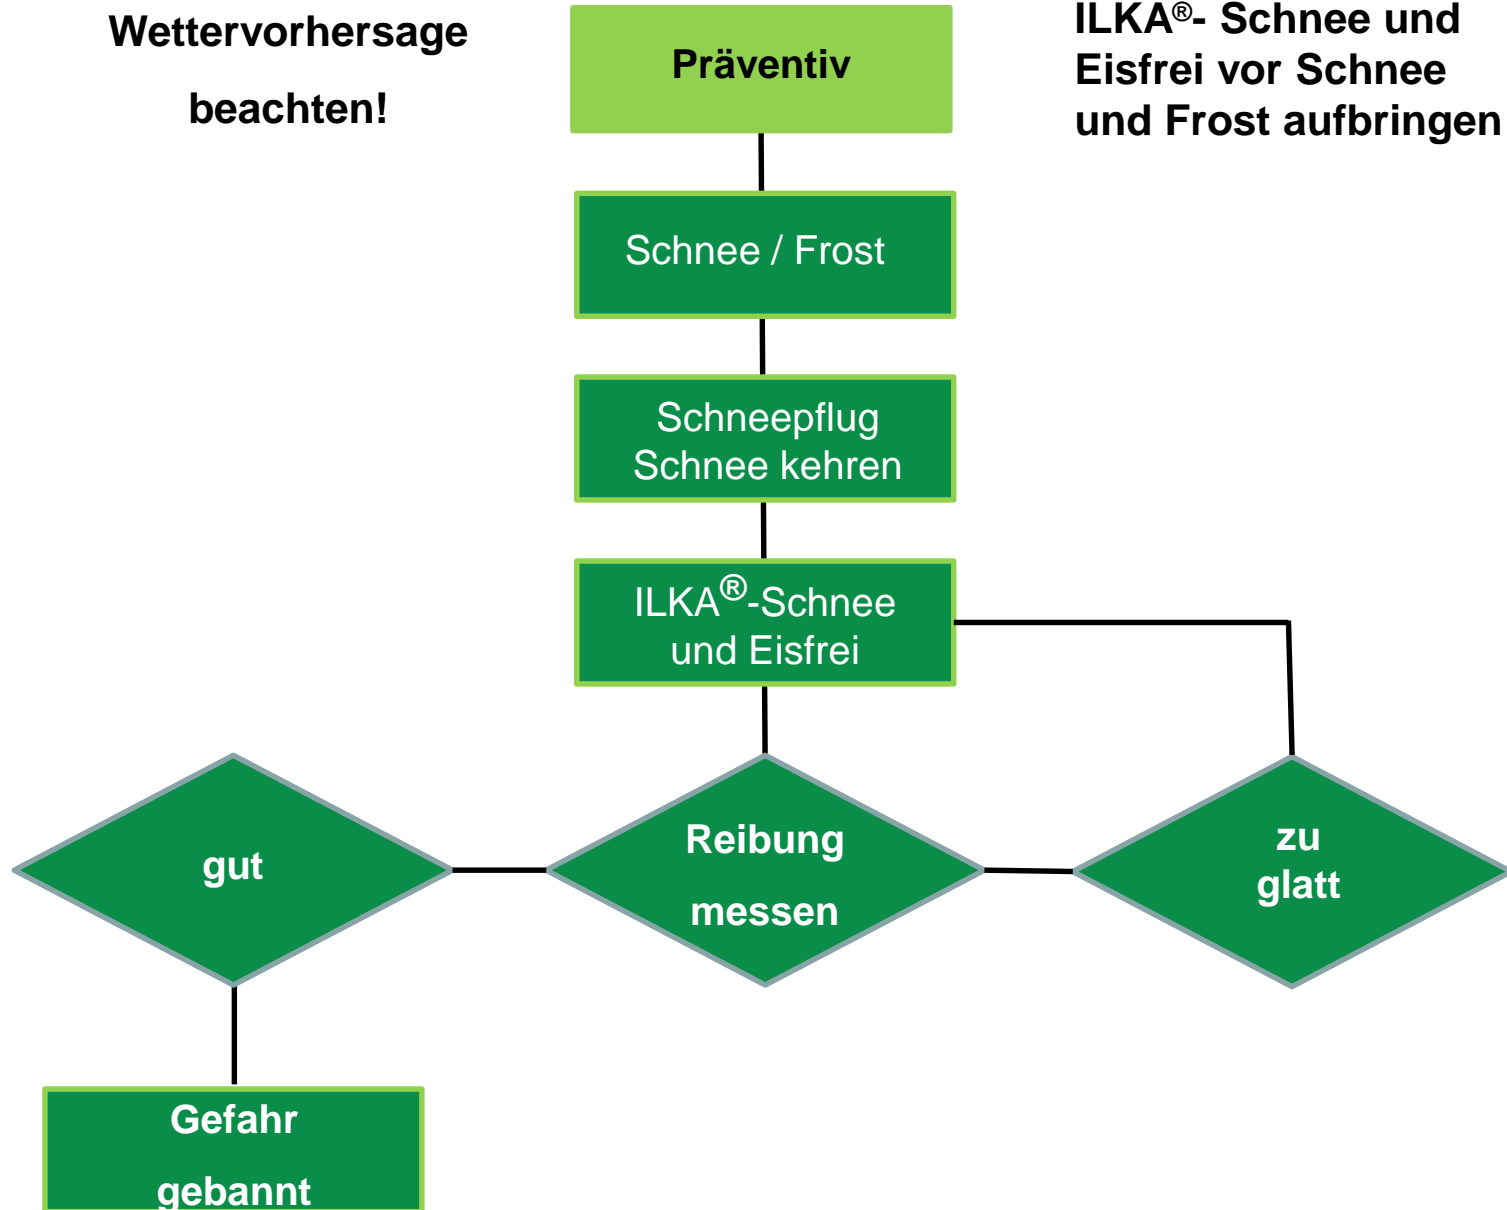 Wettervorhersage
beachten!
Präventiv
ILKA®- Schnee und
Eisfrei vor Schnee
und Frost aufbringen
Schnee / Frost
Schneepflug
Schnee kehren
ILKA®-Schnee
und Eisfrei
gut
Reibung
messen
zu
glatt
Gefahr
gebannt